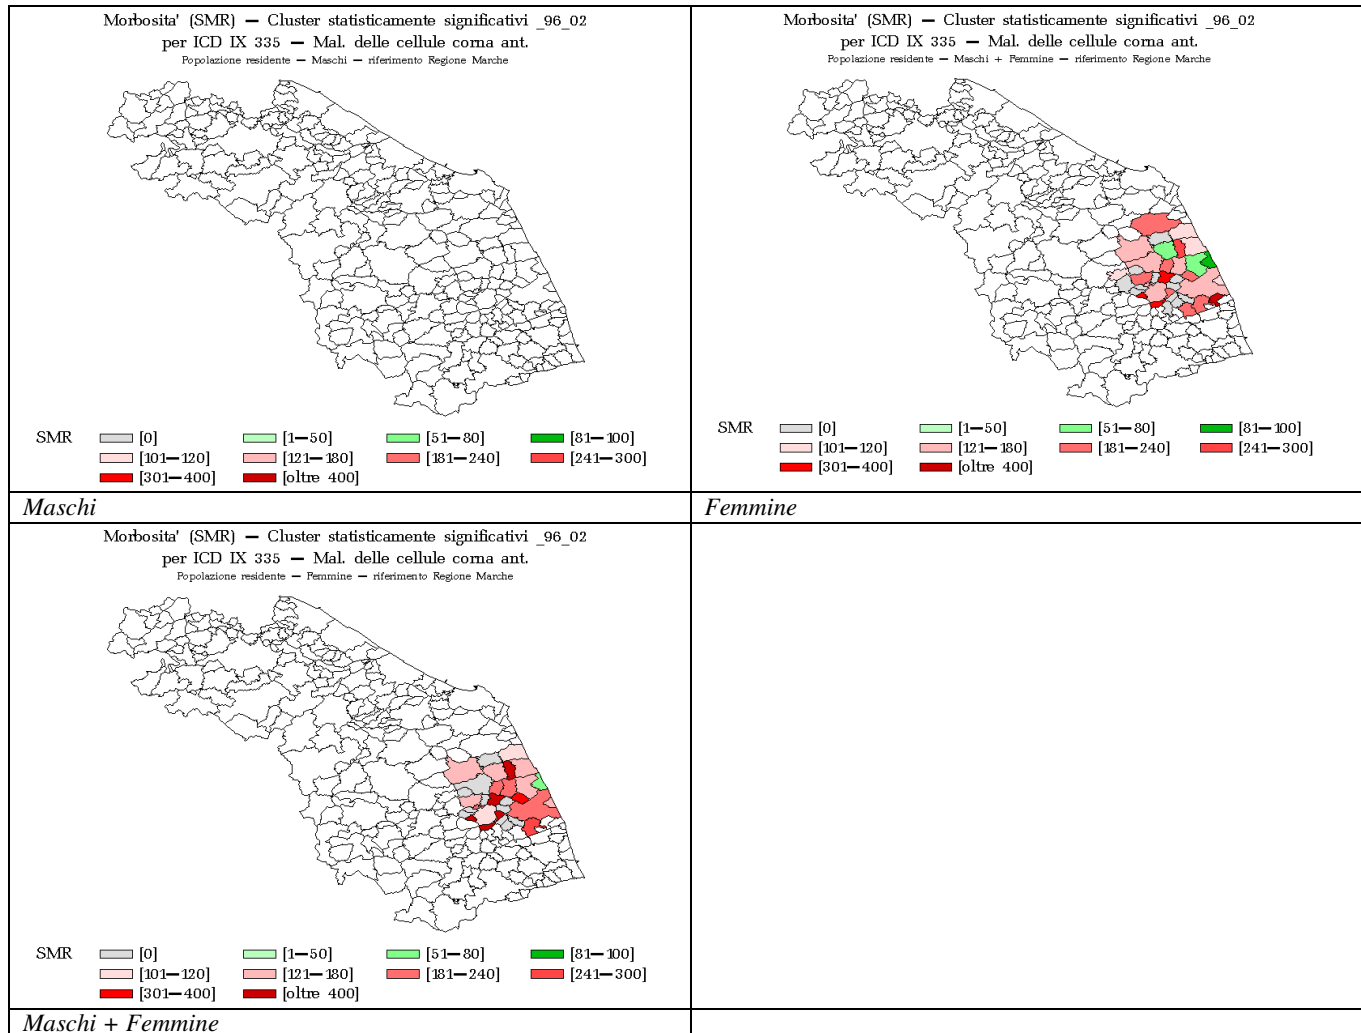 Morbosita' (SMR) — Cluster statisticamente significativi _96_02
per ICD IX 335 — Mal. delle cellule corna ant.
Popolazione residente — Maschi — riferimento Regione Marche
SMR [0] [1—50] [51—80] [81—100]
[101—120] [121—180] [181—240] [241—300]
[301—400] [oltre 400]
Maschi
Morbosita' (SMR) — Cluster statisticamente significativi _96_02
per ICD IX 335 — Mal. delle cellule corna ant.
Popolazione residente — Maschi + Femmine — riferimento Regione Marche
SMR [0] [1—50] [51—80] [81—100]
[101—120] [121—180] [181—240] [241—300]
[301—400] [oltre 400]
Femmine
Morbosita' (SMR) — Cluster statisticamente significativi _96_02
per ICD IX 335 — Mal. delle cellule corna ant.
Popolazione residente — Femmine — riferimento Regione Marche
SMR [0] [1—50] [51—80] [81—100]
[101—120] [121—180] [181—240] [241—300]
[301—400] [oltre 400]
Maschi + Femmine